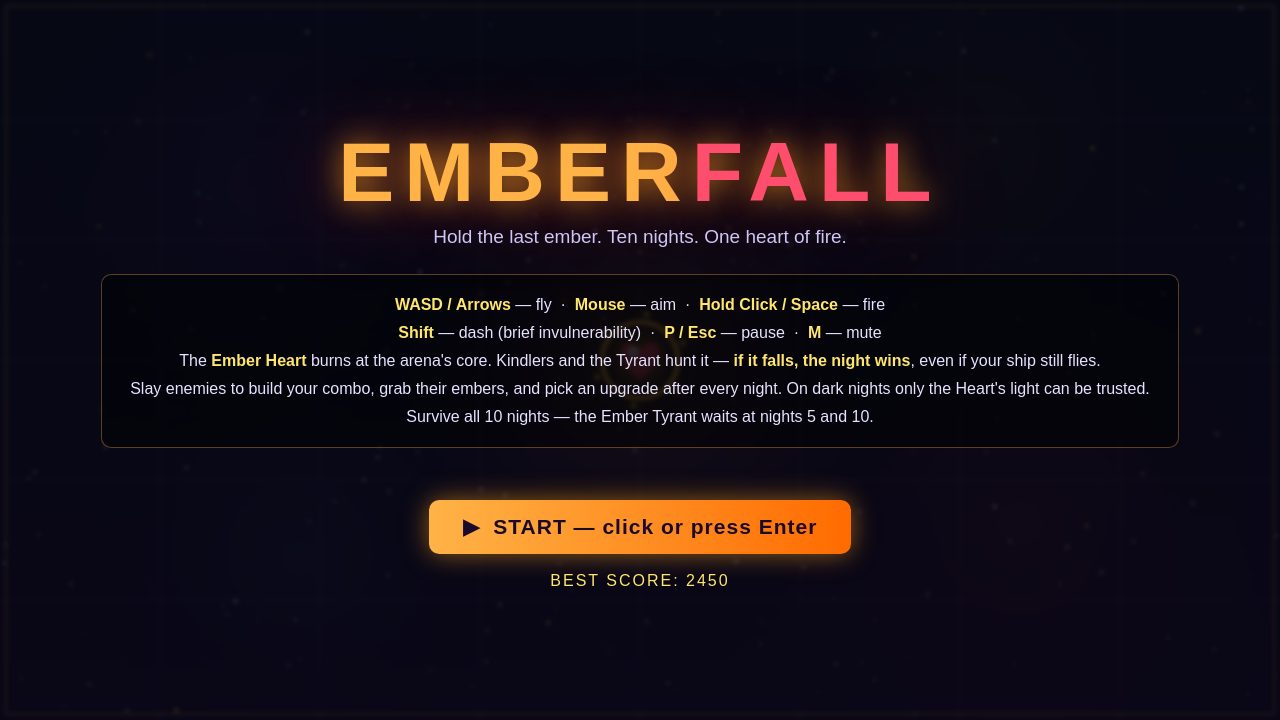 EMBERFALL
Hold the last ember. Ten nights. One heart of fire.
WASD / Arrows — fly · Mouse — aim · Hold Click / Space — fire
Shift — dash (brief invulnerability) · P / Esc — pause · M — mute
The Ember Heart burns at the arena's core. Kindlers and the Tyrant hunt it — if it falls, the night wins, even if your ship still flies.
Slay enemies to build your combo, grab their embers, and pick an upgrade after every night. On dark nights only the Heart's light can be trusted.
Survive all 10 nights — the Ember Tyrant waits at nights 5 and 10.
▶ START — click or press Enter
BEST SCORE: 2450